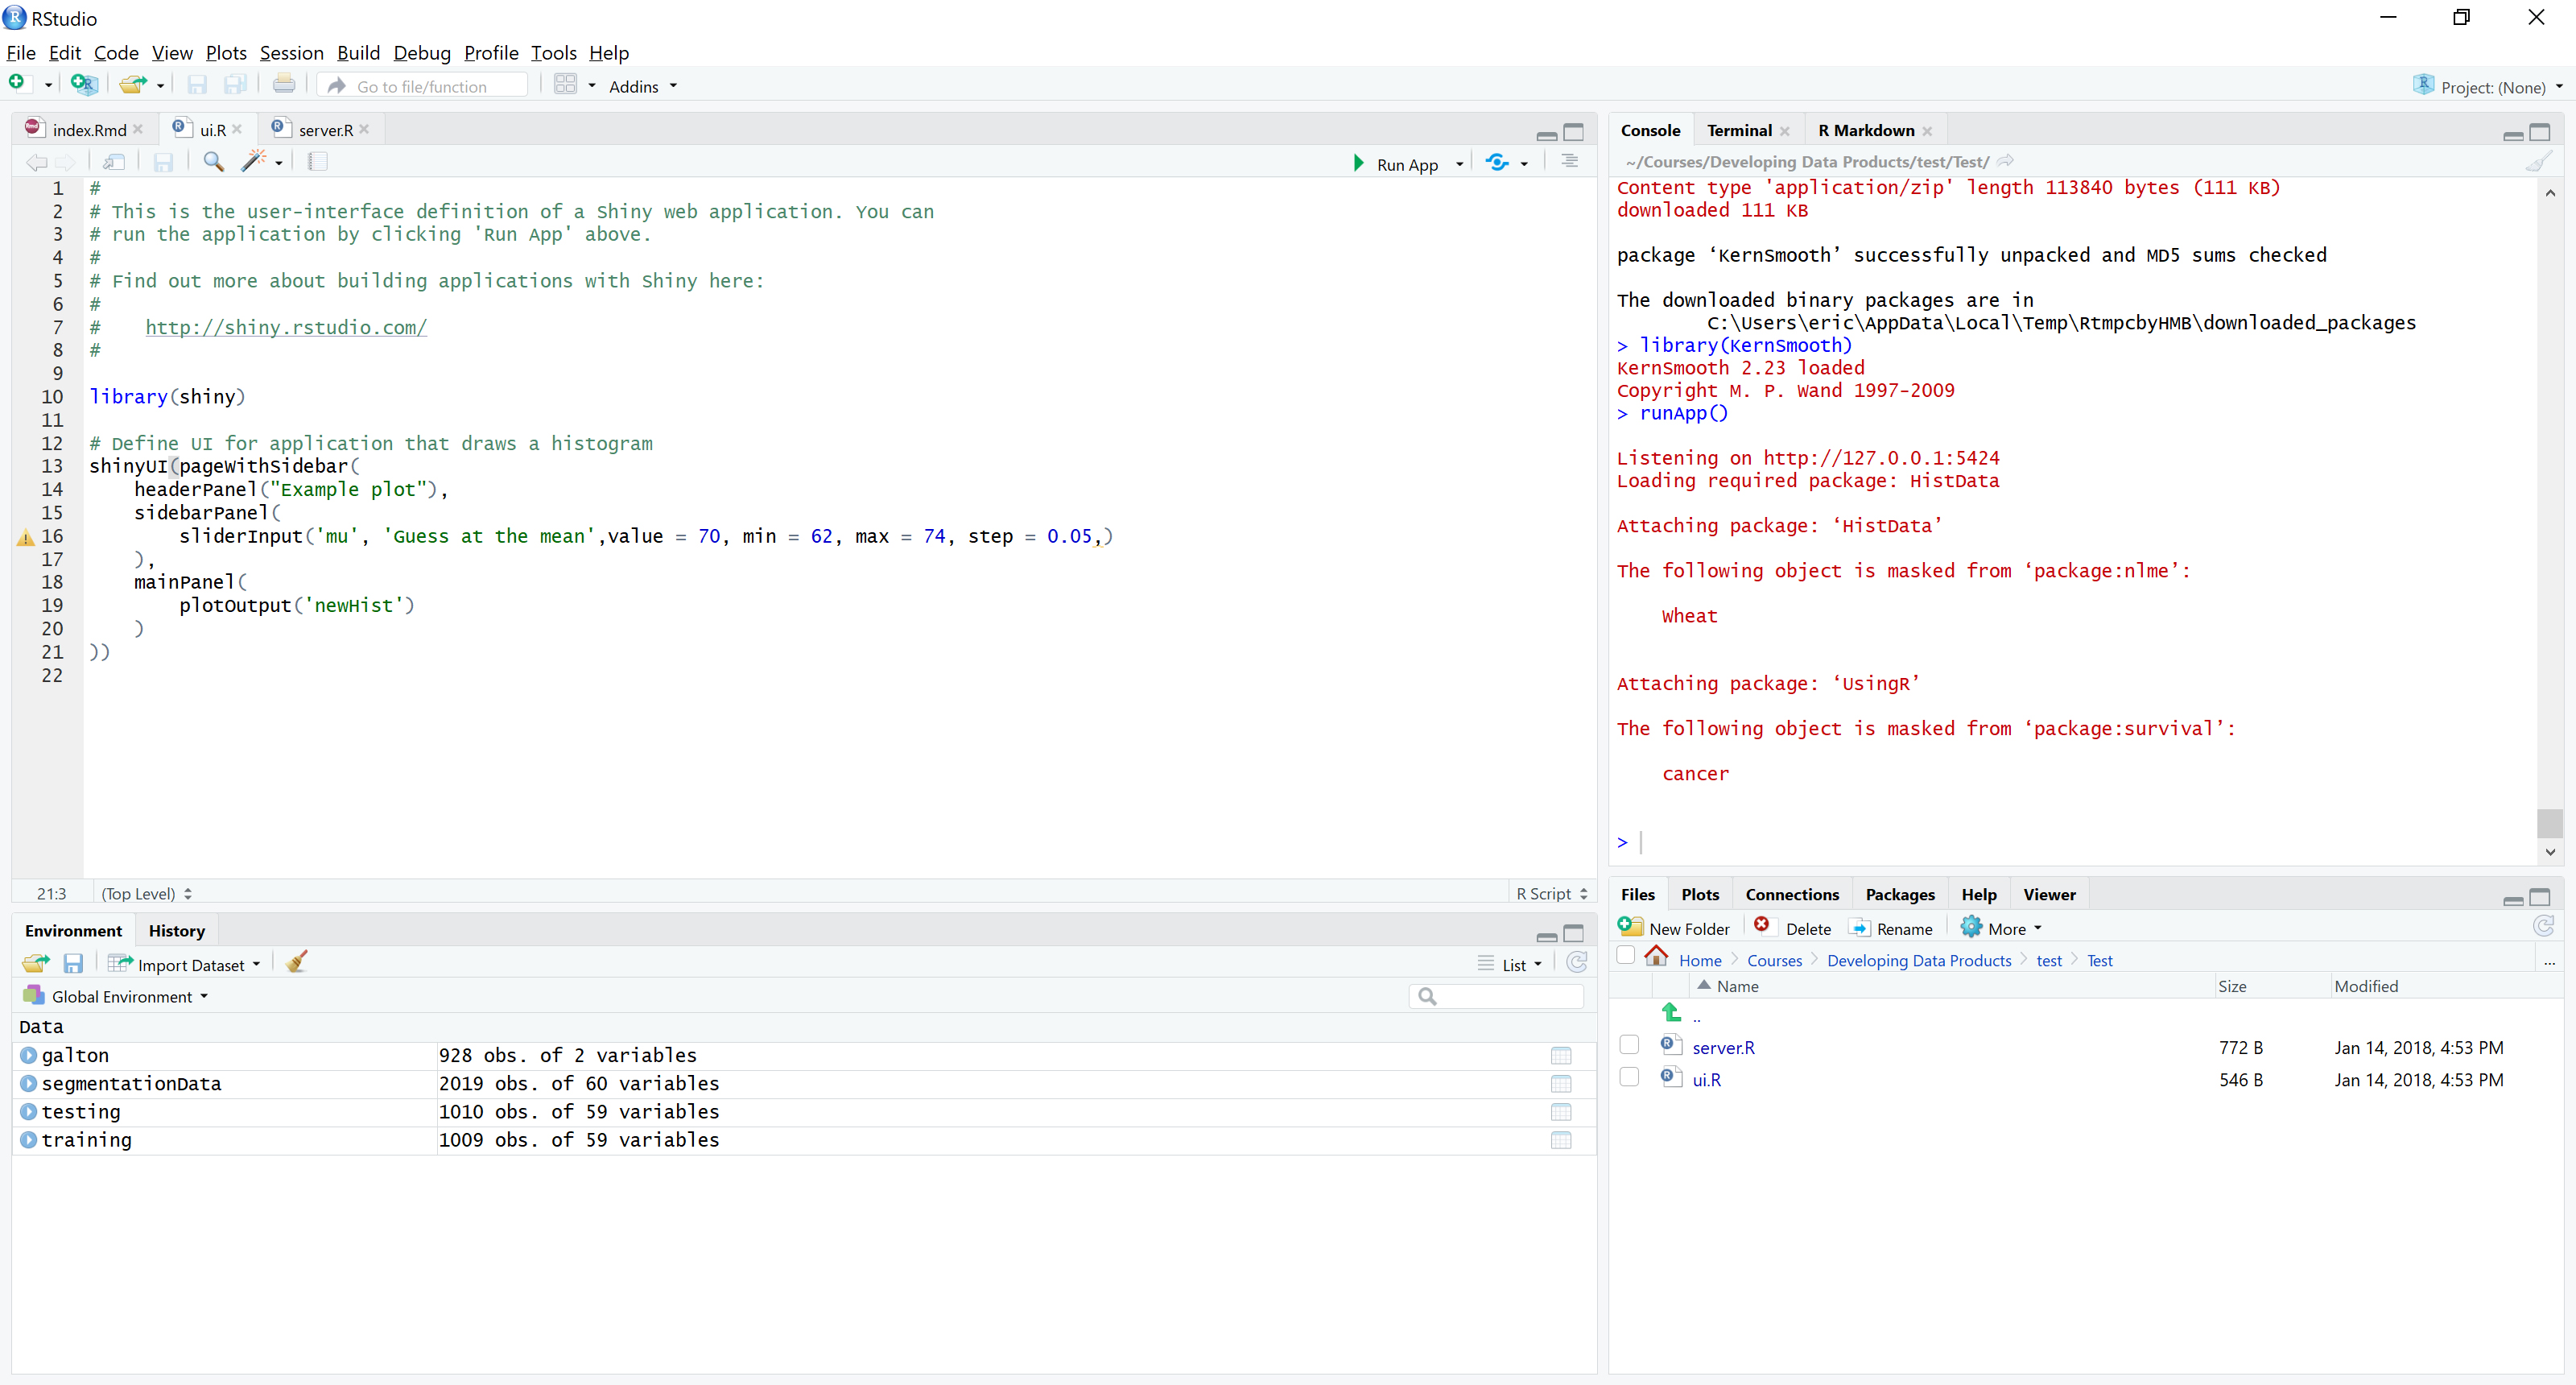 RStudio
File Edit Code View Plots Session Build Debug Profile Tools Help
Go to file/function Addins Project: (None)
index.Rmd ui.R server.R
Run App
1 #
2 # This is the user-interface definition of a Shiny web application. You can
3 # run the application by clicking 'Run App' above.
4 #
5 # Find out more about building applications with Shiny here:
6 #
7 #    http://shiny.rstudio.com/
8 #
9
10 library(shiny)
11
12 # Define UI for application that draws a histogram
13 shinyUI(pageWithSidebar(
14     headerPanel("Example plot"),
15     sidebarPanel(
16         sliderInput('mu', 'Guess at the mean',value = 70, min = 62, max = 74, step = 0.05,)
17     ),
18     mainPanel(
19         plotOutput('newHist')
20     )
21 ))
22
21:3 (Top Level) R Script
Environment History
Import Dataset List
Global Environment
Data
galton 928 obs. of 2 variables
segmentationData 2019 obs. of 60 variables
testing 1010 obs. of 59 variables
training 1009 obs. of 59 variables
Console Terminal R Markdown
~/Courses/Developing Data Products/test/Test/
Content type 'application/zip' length 113840 bytes (111 KB)
downloaded 111 KB
package ‘KernSmooth’ successfully unpacked and MD5 sums checked
The downloaded binary packages are in
        C:\Users\eric\AppData\Local\Temp\RtmpcbyHMB\downloaded_packages
> library(KernSmooth)
KernSmooth 2.23 loaded
Copyright M. P. Wand 1997-2009
> runApp()
Listening on http://127.0.0.1:5424
Loading required package: HistData
Attaching package: ‘HistData’
The following object is masked from ‘package:nlme’:
    Wheat
Attaching package: ‘UsingR’
The following object is masked from ‘package:survival’:
    cancer
>
Files Plots Connections Packages Help Viewer
New Folder Delete Rename More
Home Courses Developing Data Products test Test ...
Name Size Modified
..
server.R 772 B Jan 14, 2018, 4:53 PM
ui.R 546 B Jan 14, 2018, 4:53 PM